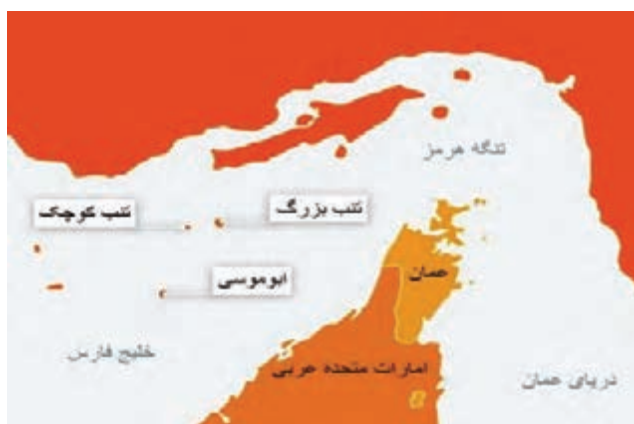 تنگه هرمز
تنب بزرگ
تنب کوچک
عمان
ابوموسی
خلیج فارس
امارات متحده عربی
دریای عمان